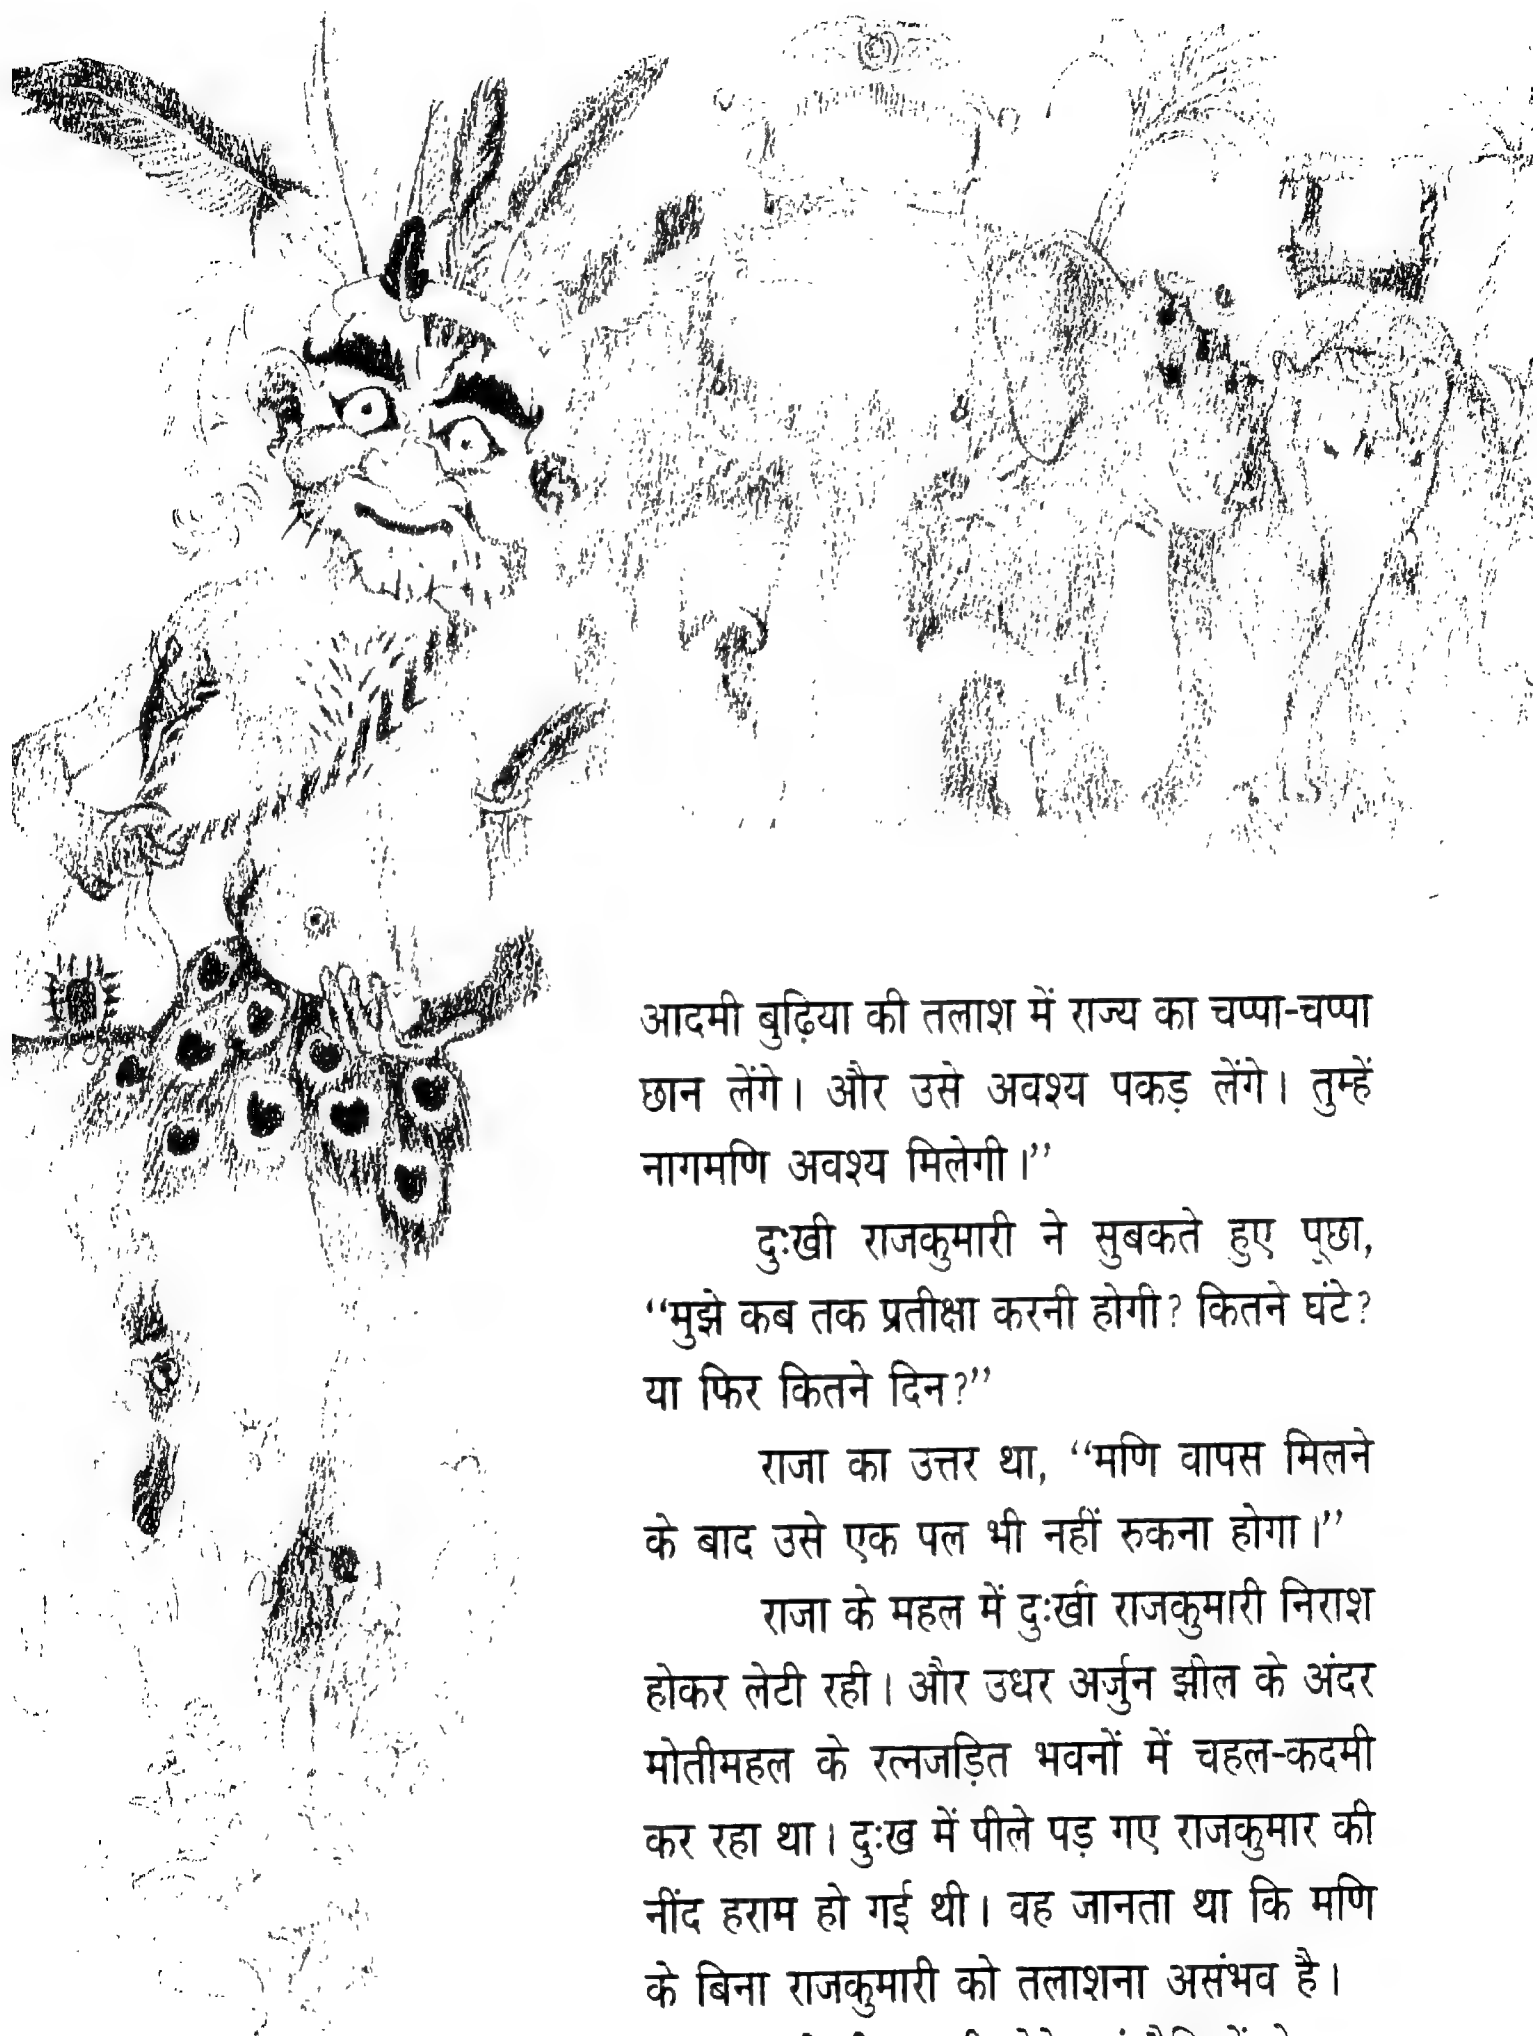 आदमी बुढ़िया की तलाश में राज्य का चप्पा-चप्पा
छान लेंगे। और उसे अवश्य पकड़ लेंगे। तुम्हें
नागमणि अवश्य मिलेगी।”
दुःखी राजकुमारी ने सुबकते हुए पूछा,
“मुझे कब तक प्रतीक्षा करनी होगी? कितने घंटे?
या फिर कितने दिन?”
राजा का उत्तर था, “मणि वापस मिलने
के बाद उसे एक पल भी नहीं रुकना होगा।”
राजा के महल में दुःखी राजकुमारी निराश
होकर लेटी रही। और उधर अर्जुन झील के अंदर
मोतीमहल के रत्नजड़ित भवनों में चहल-कदमी
कर रहा था। दुःख में पीले पड़ गए राजकुमार की
नींद हराम हो गई थी। वह जानता था कि मणि
के बिना राजकुमारी को तलाशना असंभव है।